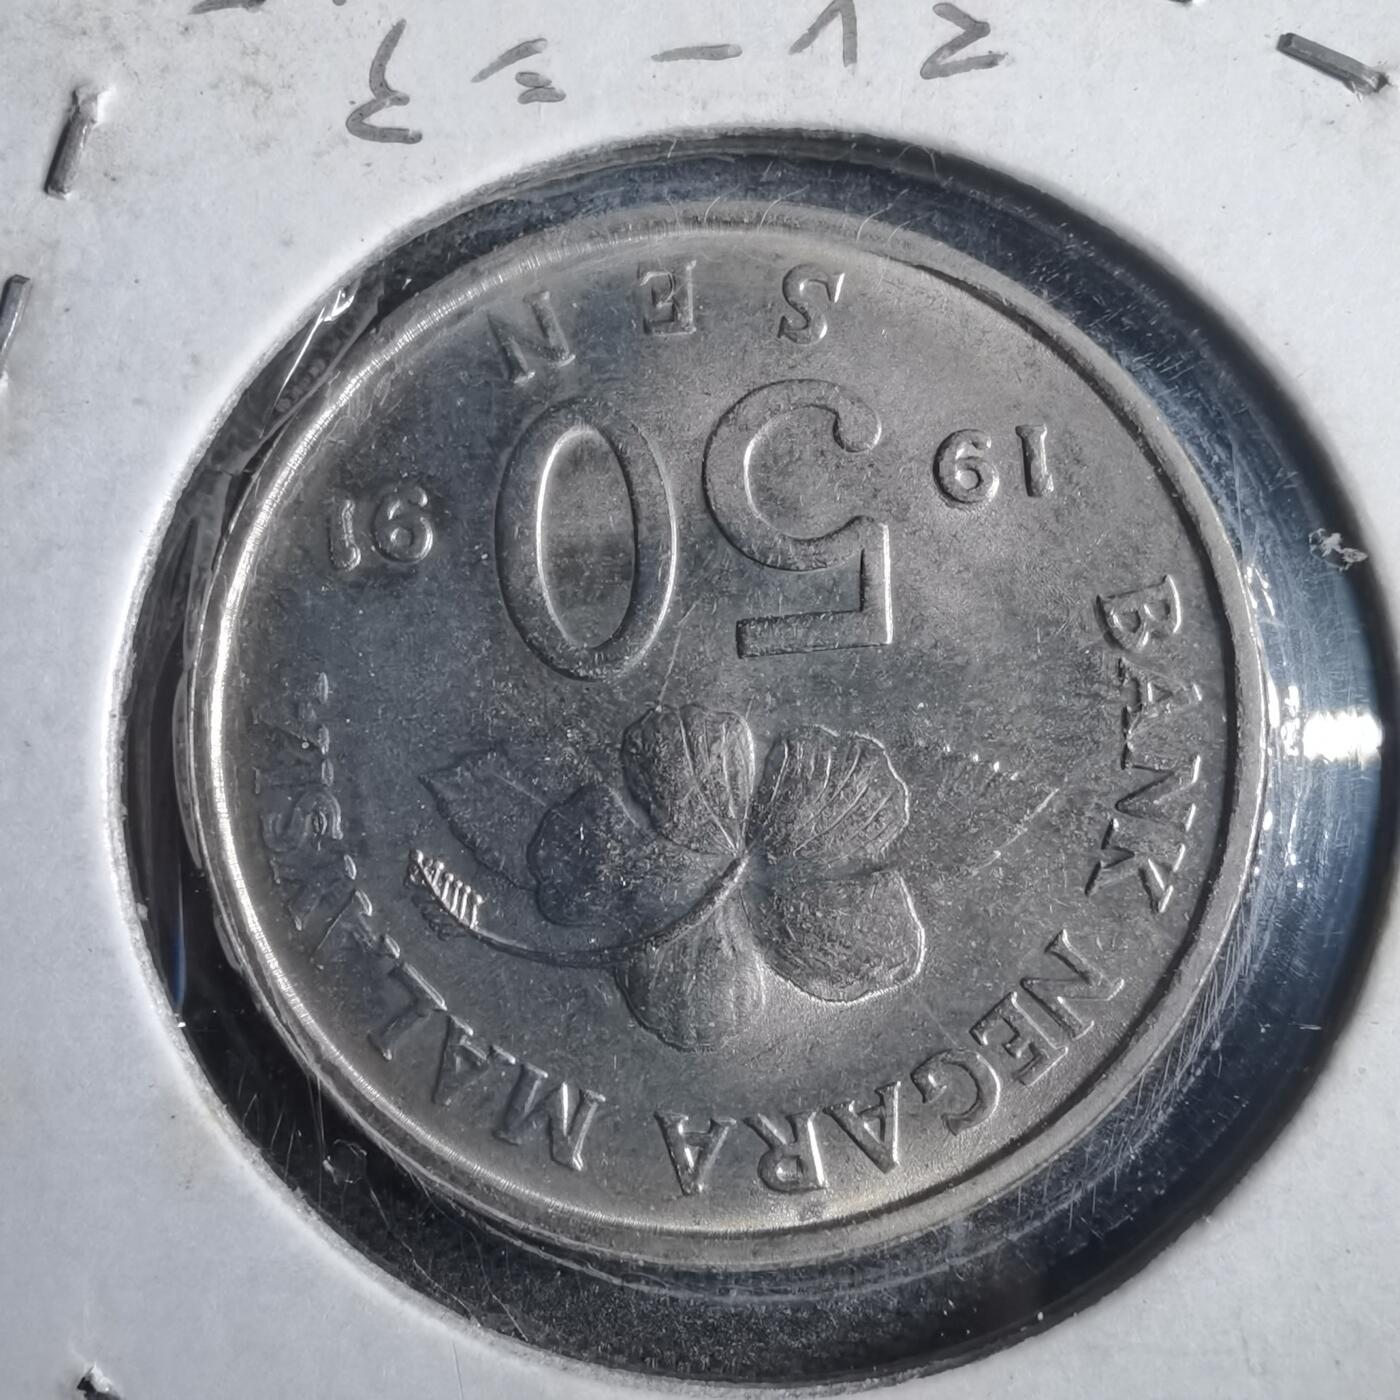 BANK NEGARA MALAYSIA
19 50 91
SEN